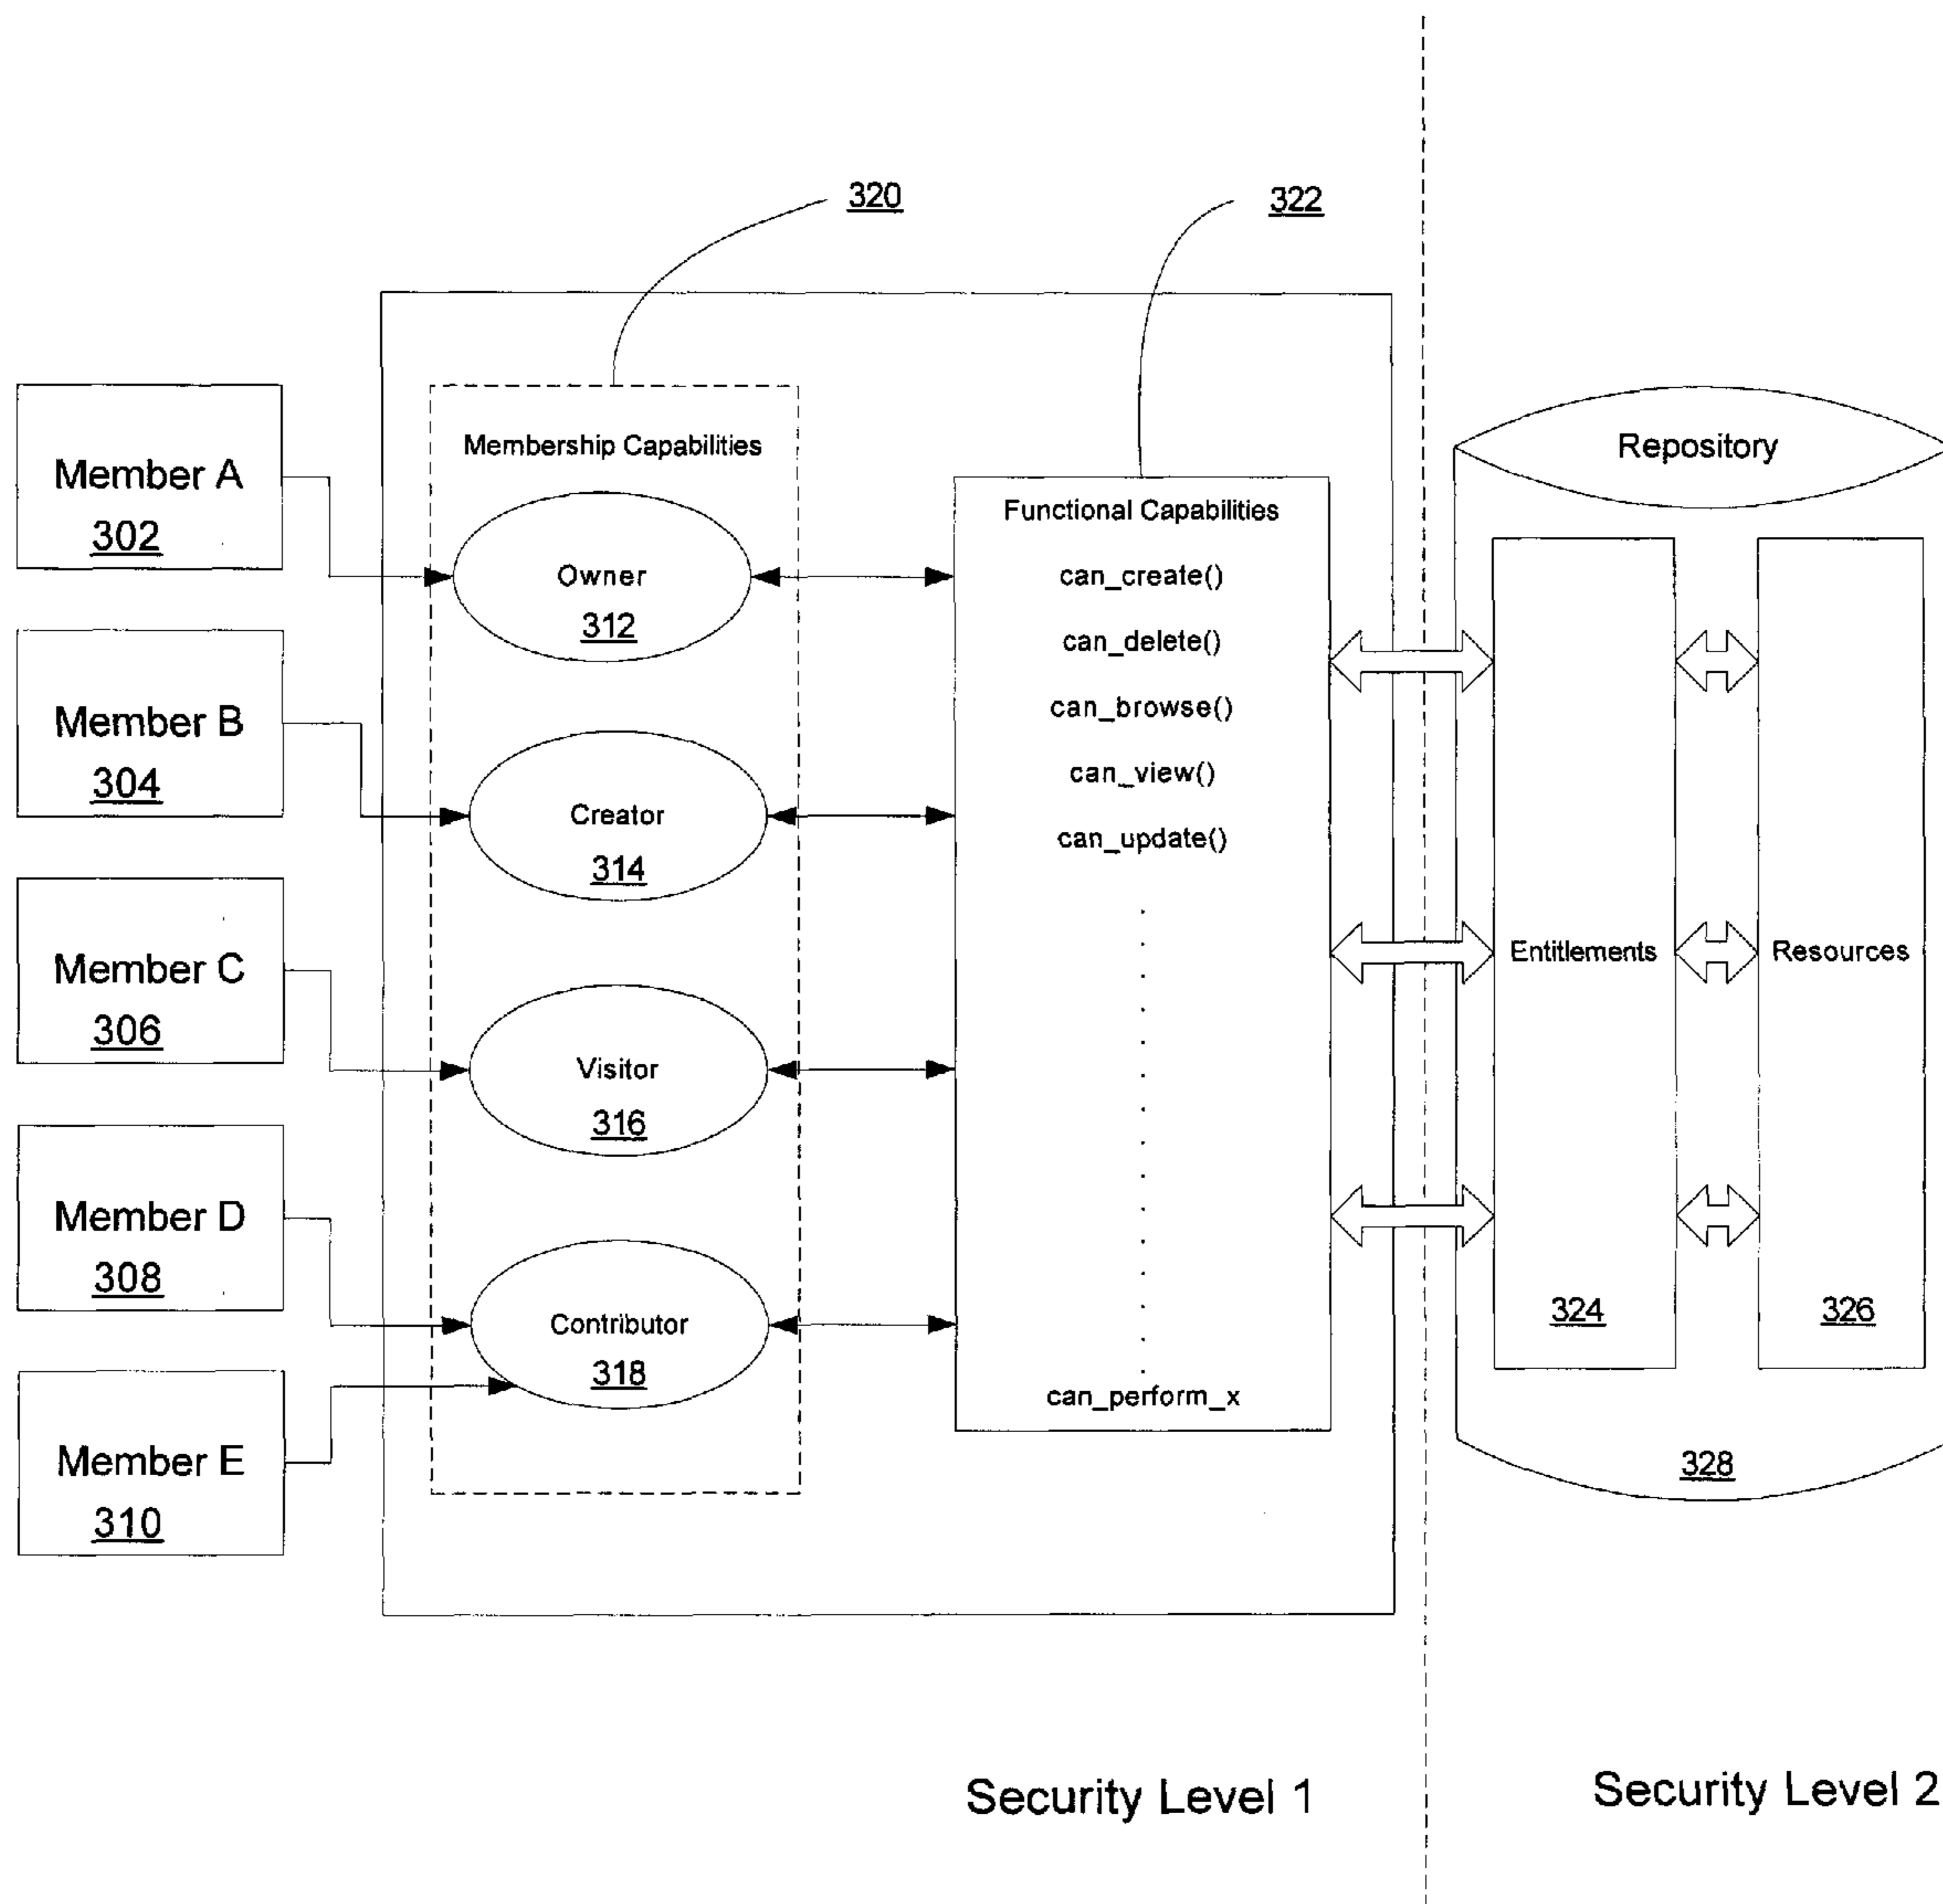 320
322
Member A
302
Member B
304
Member C
306
Member D
308
Member E
310
Membership Capabilities
Owner
312
Creator
314
Visitor
316
Contributor
318
Functional Capabilities
can_create()
can_delete()
can_browse()
can_view()
can_update()
can_perform_x
Repository
Entitlements
324
Resources
326
328
Security Level 1
Security Level 2